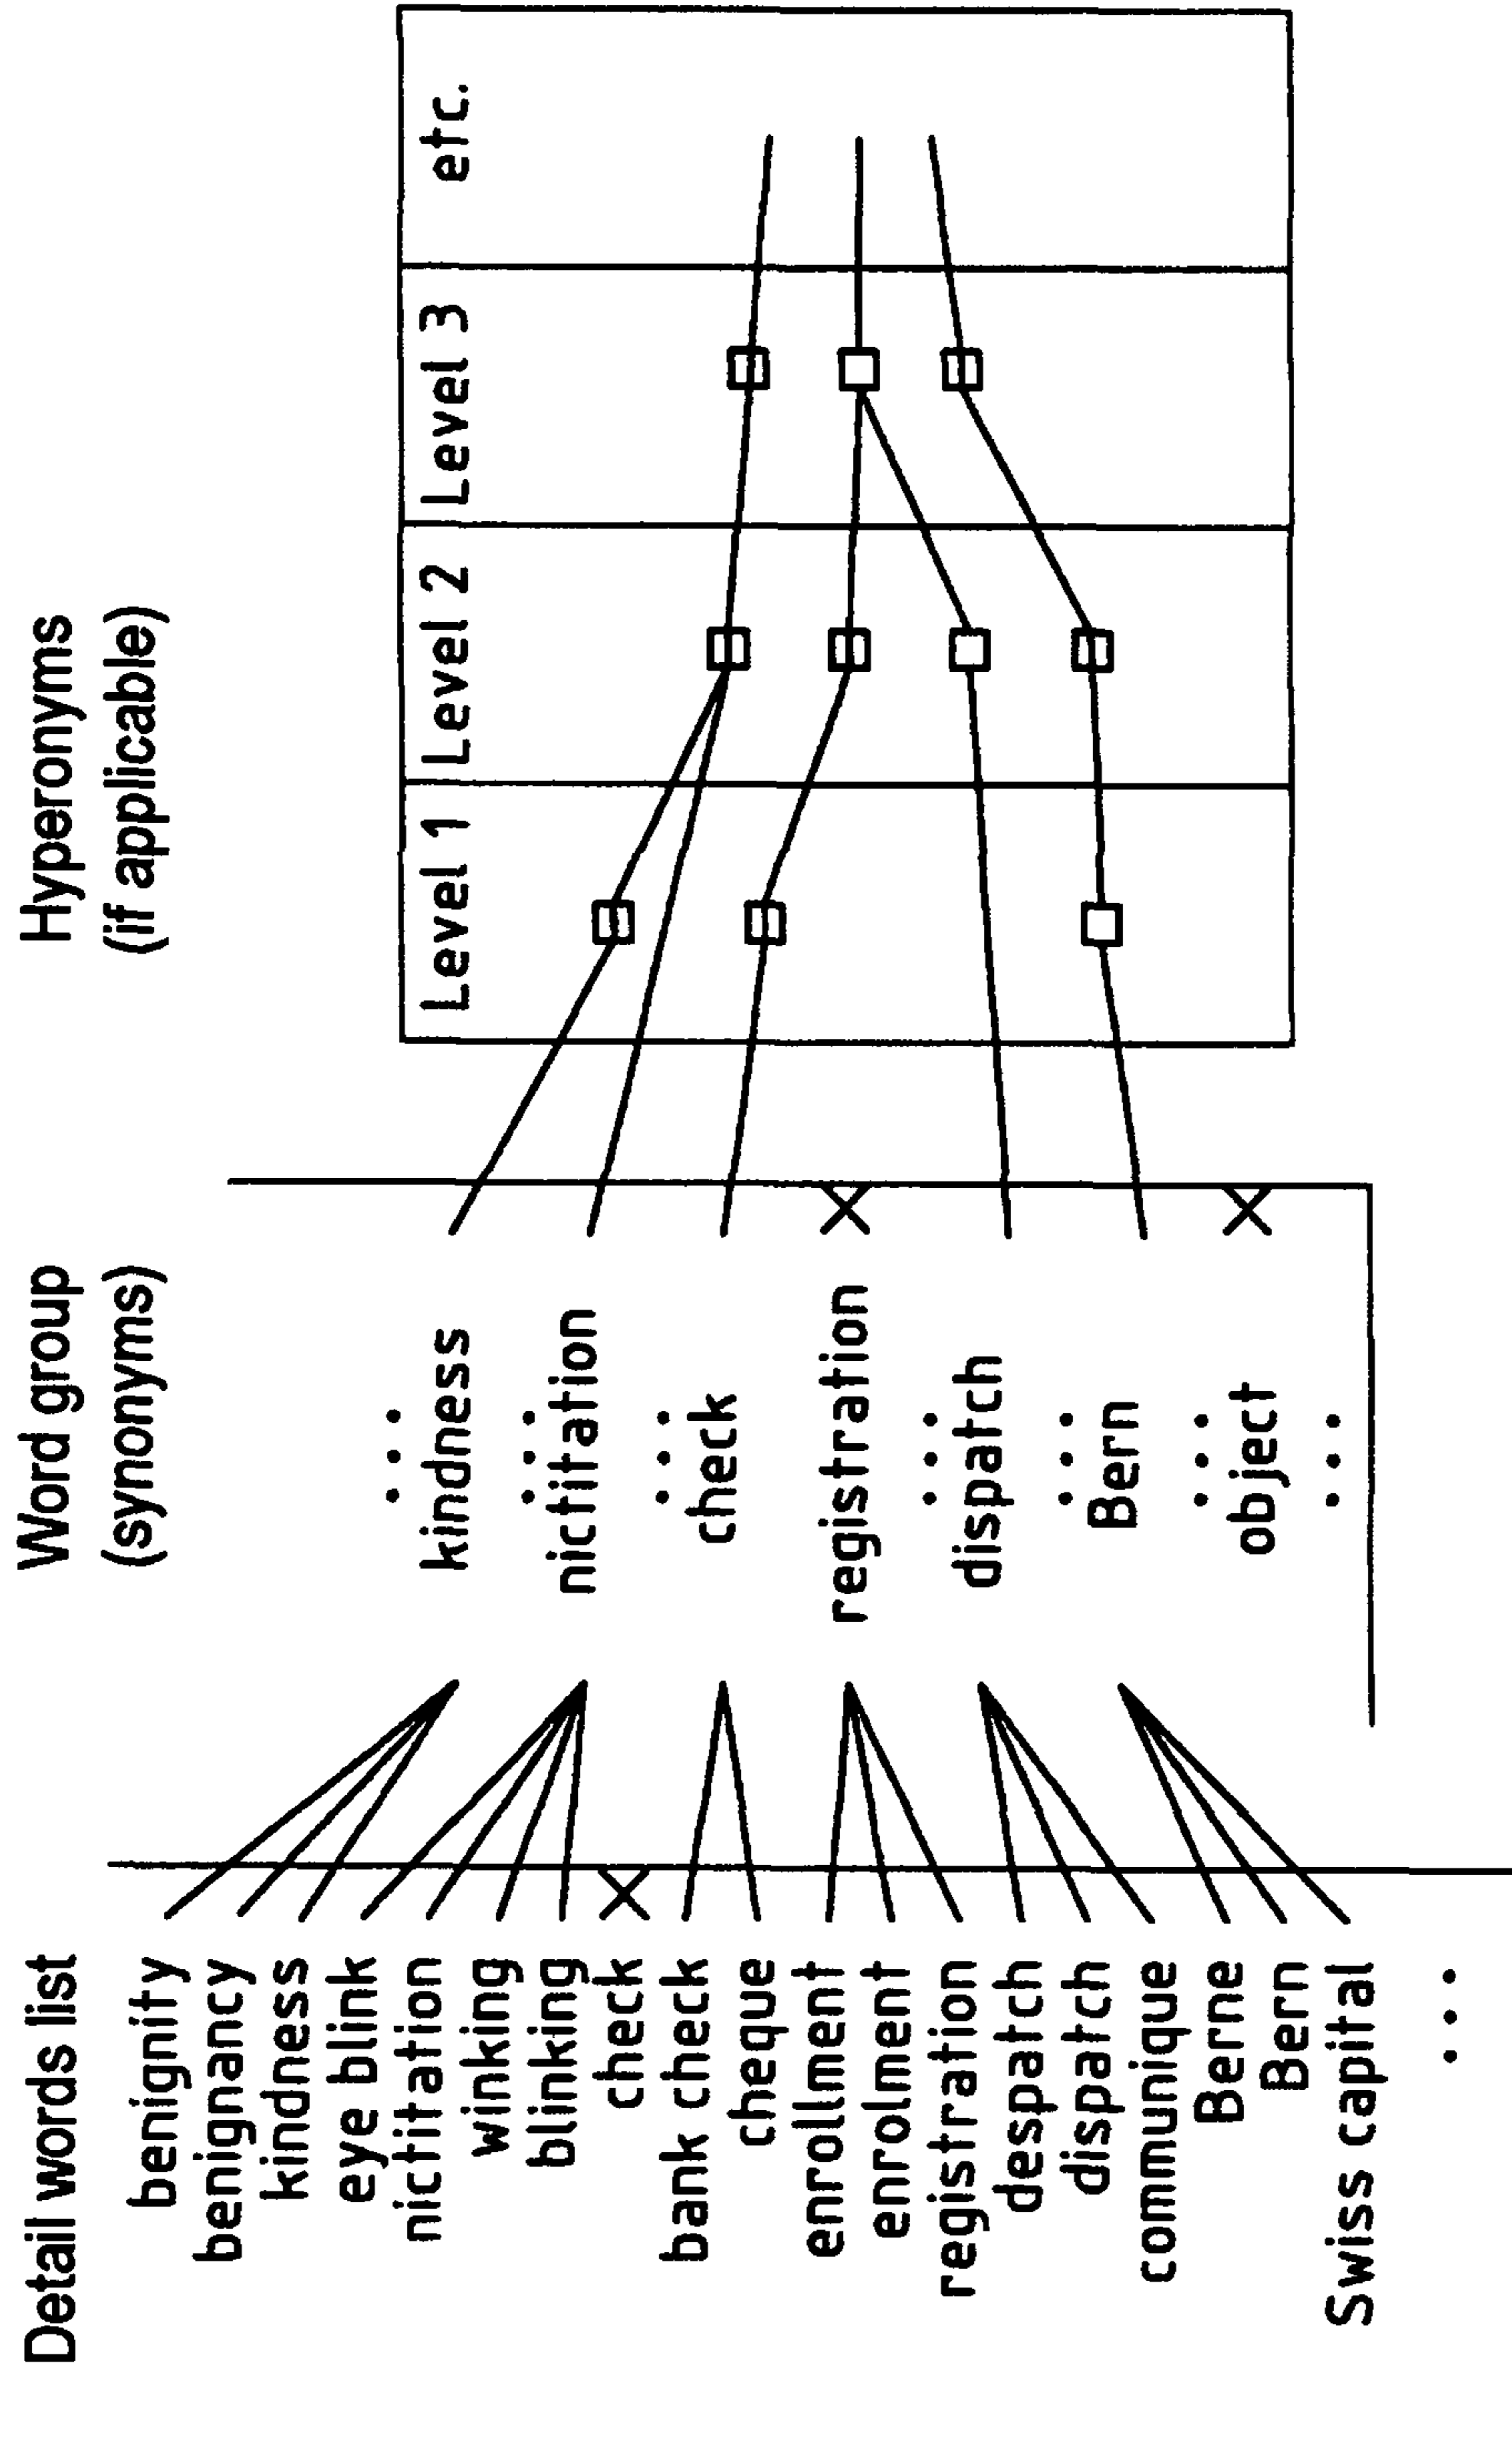 Detail words list
benignity
benignancy
kindness
eye blink
nictitation
winking
blinking
check
bank check
cheque
enrollment
enrolment
registration
despatch
dispatch
communique
Berne
Bern
Swiss capital
Word group
(synonyms)
kindness
nictitation
check
registration
dispatch
Bern
object
Hyperonyms
(if applicable)
Level 1
Level 2
Level 3
etc.